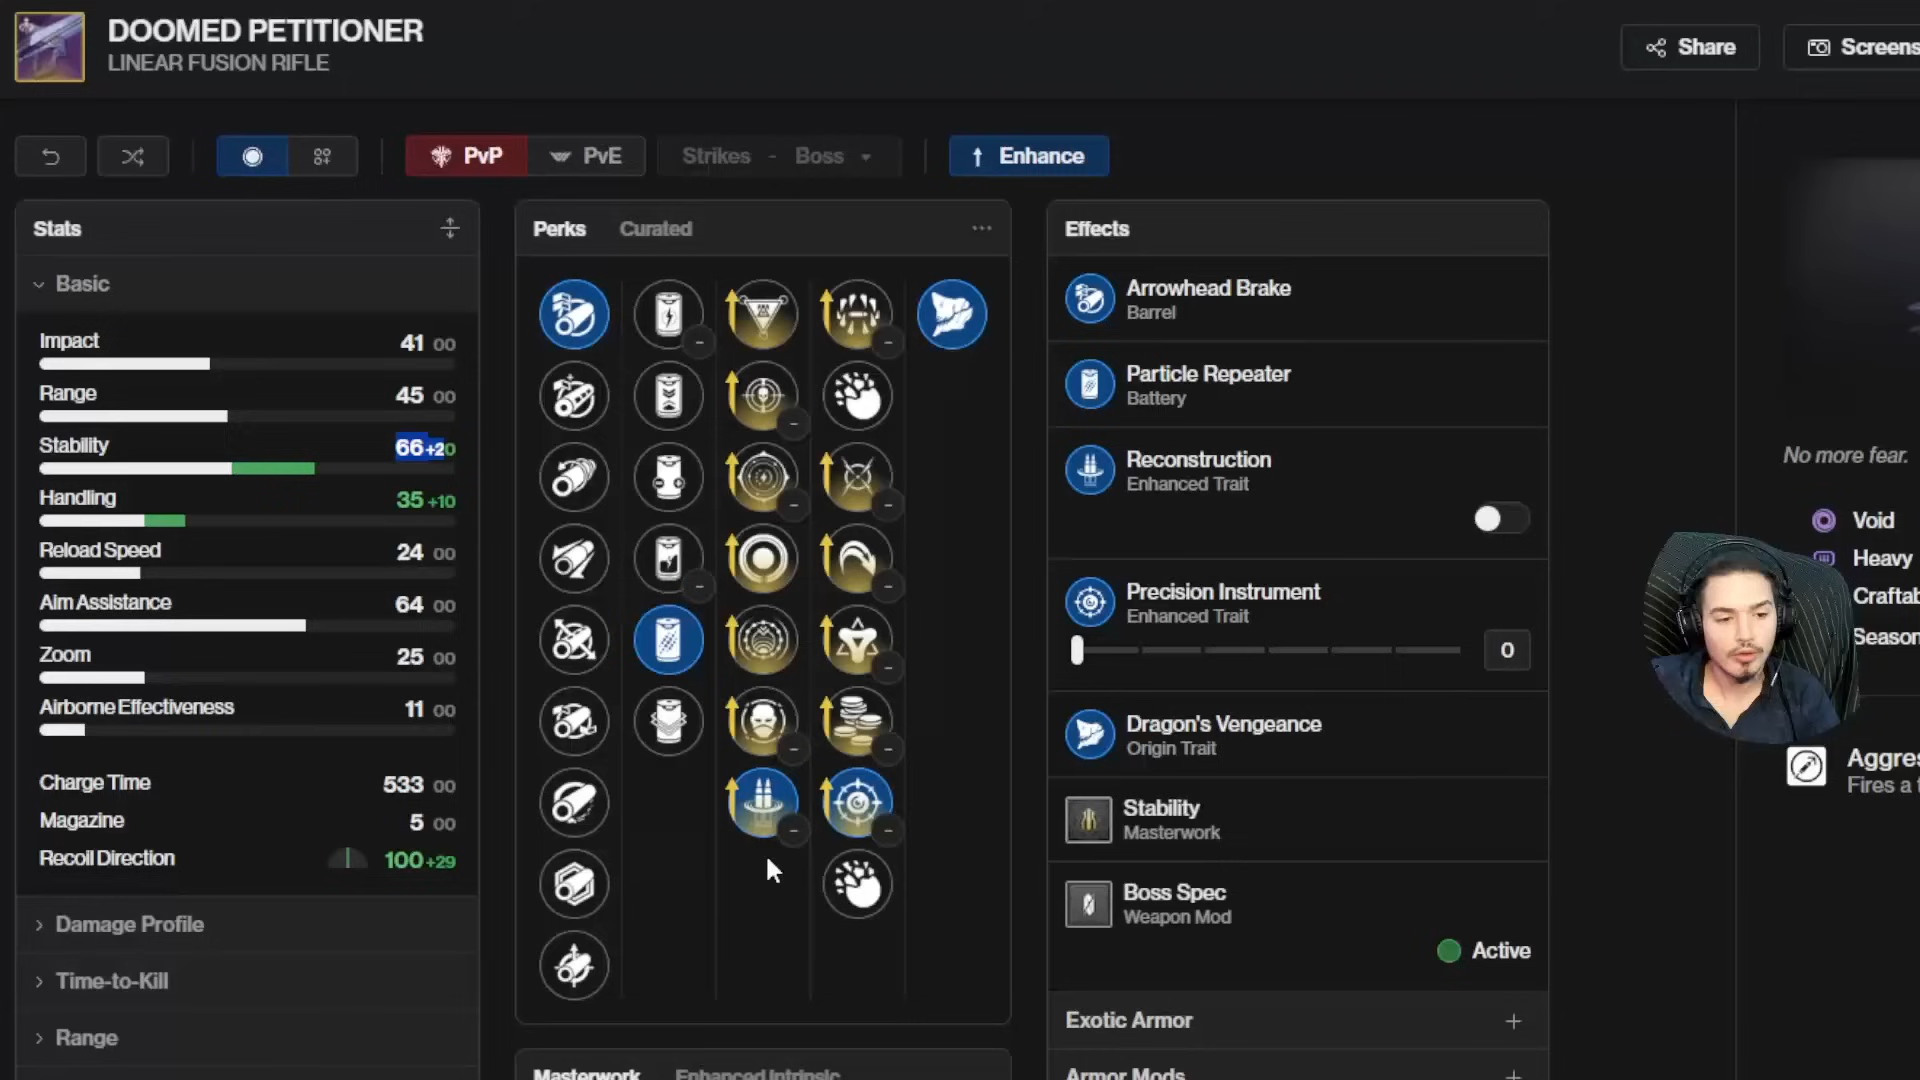 DOOMED PETITIONER
LINEAR FUSION RIFLE
Share
Screens
PvP
PvE
Strikes - Boss
Enhance
Stats
Basic
Impact 41 00
Range 45 00
Stability 66 +20
Handling 35 +10
Reload Speed 24 00
Aim Assistance 64 00
Zoom 25 00
Airborne Effectiveness 11 00
Charge Time 533 00
Magazine 5 00
Recoil Direction 100 +29
Damage Profile
Time-to-Kill
Range
Perks
Curated
Masterwork
Enhanced Intrinsic
Effects
Arrowhead Brake
Barrel
Particle Repeater
Battery
Reconstruction
Enhanced Trait
Precision Instrument
Enhanced Trait
0
Dragon's Vengeance
Origin Trait
Stability
Masterwork
Boss Spec
Weapon Mod
Active
Exotic Armor
Armor Mods
No more fear.
Void
Heavy
Craftab
Season
Aggres
Fires a t